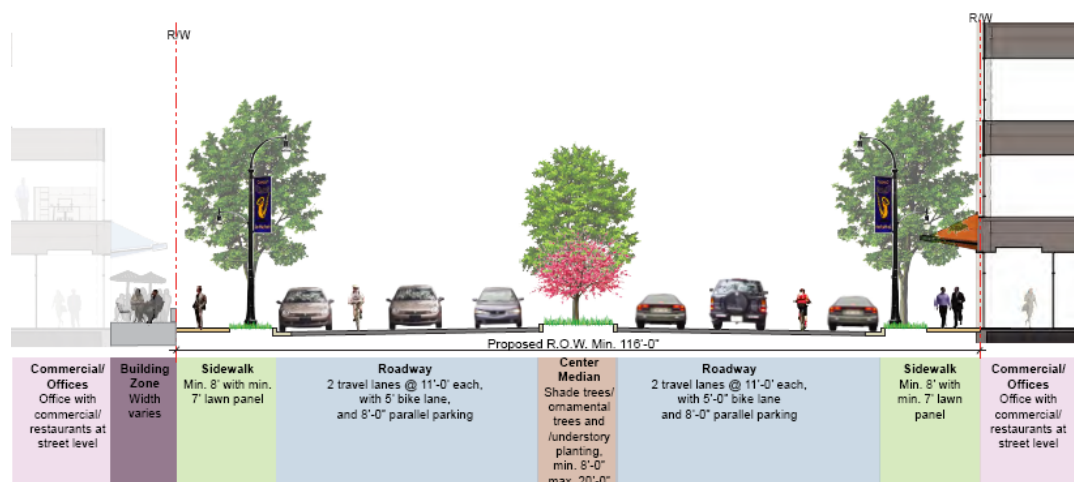 R/W
R/W
Proposed R.O.W. Min. 116'-0"
Commercial/
Offices
Office with
commercial/
restaurants at
street level
Building
Zone
Width
varies
Sidewalk
Min. 8' with min.
7' lawn panel
Roadway
2 travel lanes @ 11'-0' each,
with 5' bike lane,
and 8'-0" parallel parking
Center
Median
Shade trees/
ornamental
trees and
/understory
planting,
min. 8'-0"
max. 20'-0"
Roadway
2 travel lanes @ 11'-0" each,
with 5'-0" bike lane
and 8'-0" parallel parking
Sidewalk
Min. 8' with
min. 7' lawn
panel
Commercial/
Offices
Office with
commercial/
restaurants at
street level